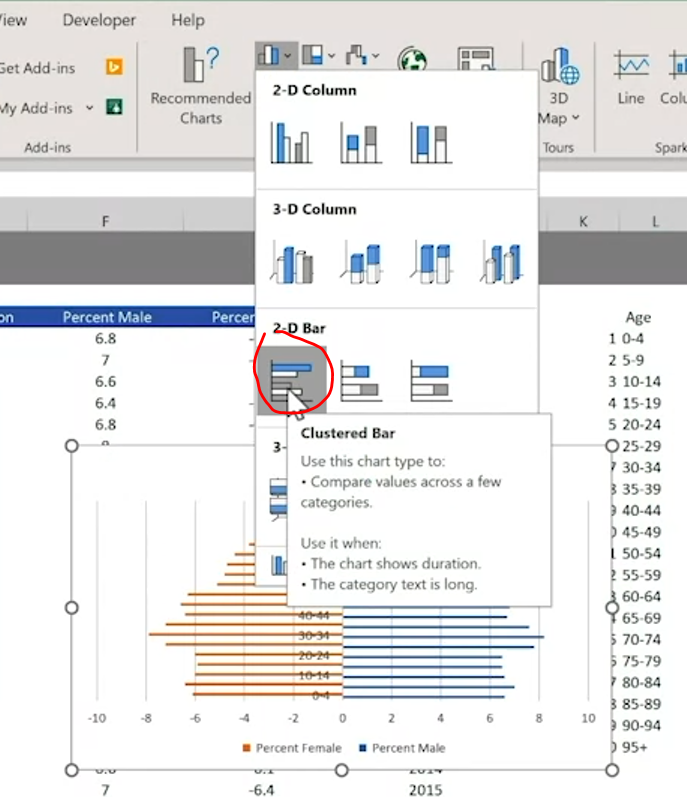 View Developer Help
Get Add-ins
My Add-ins
Add-ins
Recommended
Charts
3D
Map
Tours
Line
Spark
2-D Column
3-D Column
2-D Bar
3-
Clustered Bar
Use this chart type to:
• Compare values across a few
categories.
Use it when:
• The chart shows duration.
• The category text is long.
F K L
on Percent Male Percen Age
6.8 1 0-4
7 2 5-9
6.6 3 10-14
6.4 4 15-19
6.8 5 20-24
25-29
7 30-34
35-39
40-44
45-49
50-54
55-59
60-64
65-69
70-74
75-79
80-84
85-89
90-94
95+
40-44
30-34
20-24
10-14
0-4
-10 -8 -6 -4 -2 0 2 4 6 8 10
Percent Female Percent Male
7 -6.4 2015